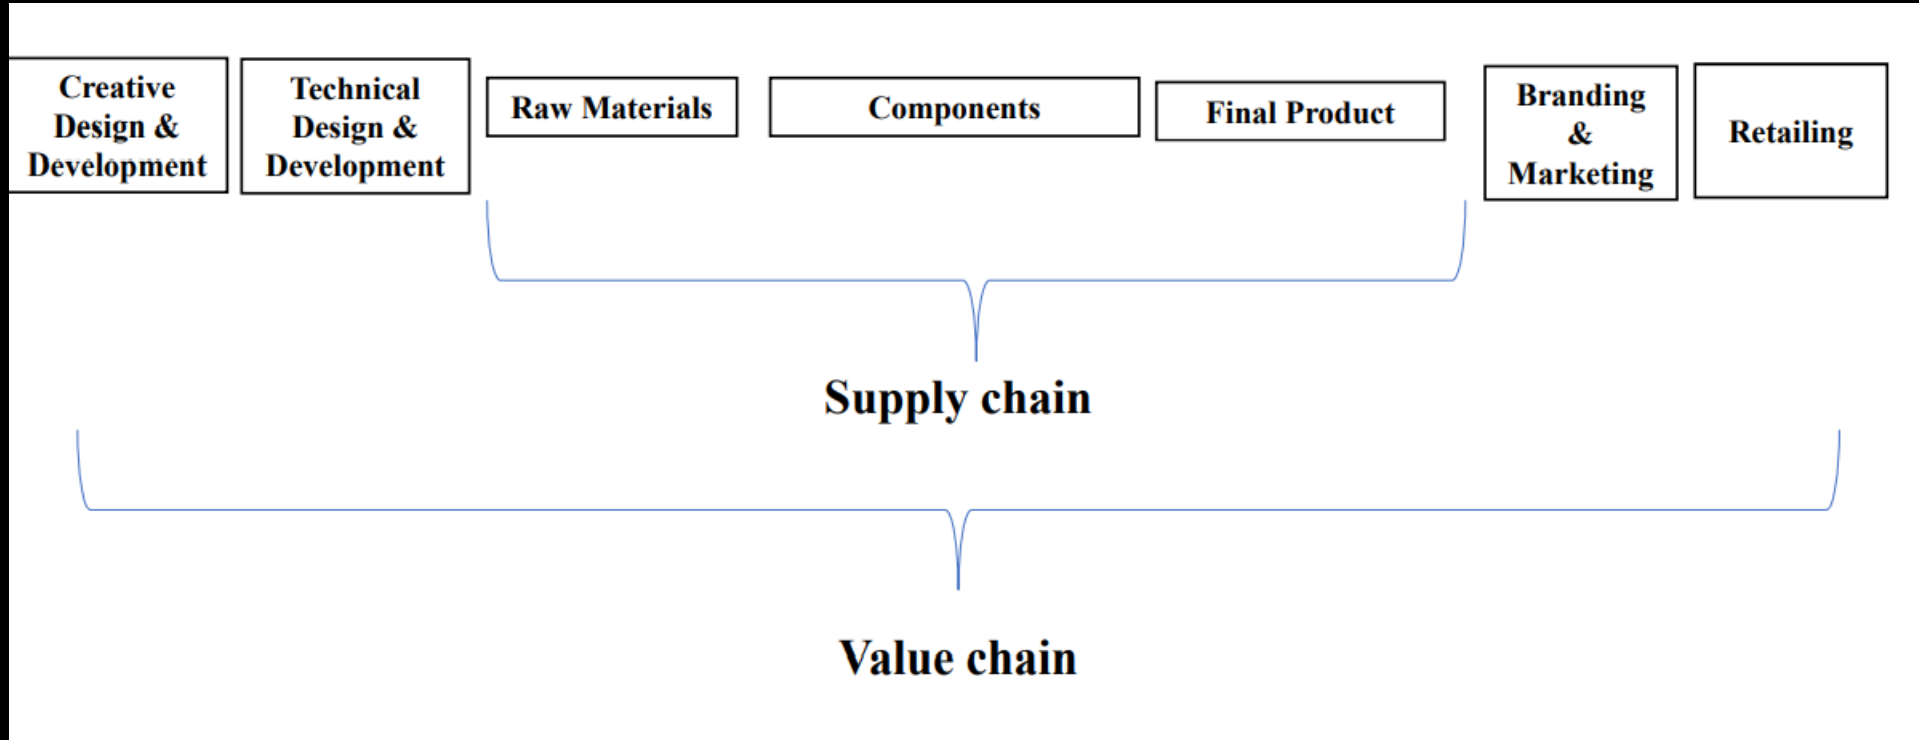 Creative
Design &
Development
Technical
Design &
Development
Raw Materials
Components
Final Product
Branding
&
Marketing
Retailing
Supply chain
Value chain